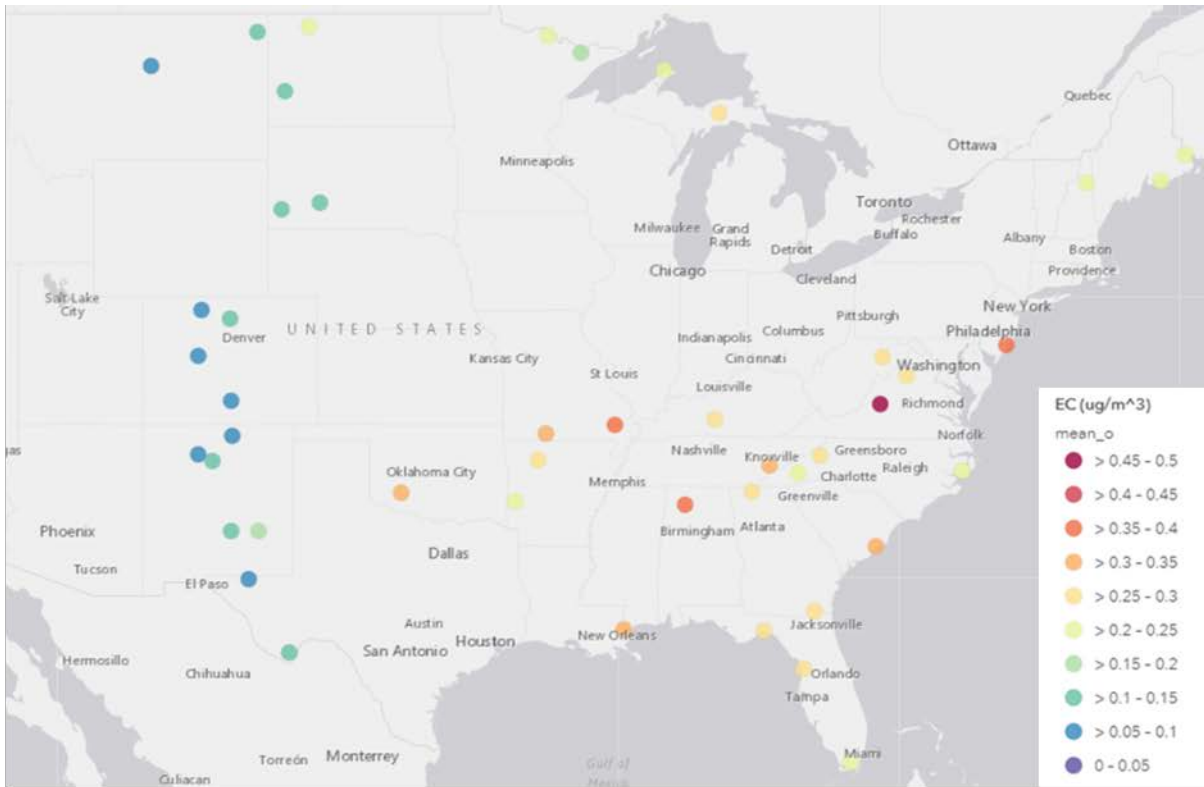 Quebec
Ottawa
Minneapolis
Toronto
Rochester
Milwaukee
Grand
Rapids
Buffalo
Albany
Detroit
Boston
Chicago
Cleveland
Providence
Salt Lake
City
New York
Pittsburgh
UNITED STATES
Columbus
Philadelphia
Denver
Indianapolis
Kansas City
Cincinnati
Washington
St Louis
Louisville
Richmond
Norfolk
gas
Nashville
Knoxville
Greensboro
Oklahoma City
Charlotte
Raleigh
Memphis
Greenville
Phoenix
Birmingham
Atlanta
Dallas
Tucson
El Paso
Austin
Jacksonville
New Orleans
Houston
San Antonio
Hermosillo
Chihuahua
Orlando
Tampa
Miami
Torreón
Monterrey
Gulf of
Mexico
Culiacan
EC (ug/m^3)
mean_o
> 0.45 - 0.5
> 0.4 - 0.45
> 0.35 - 0.4
> 0.3 - 0.35
> 0.25 - 0.3
> 0.2 - 0.25
> 0.15 - 0.2
> 0.1 - 0.15
> 0.05 - 0.1
0 - 0.05